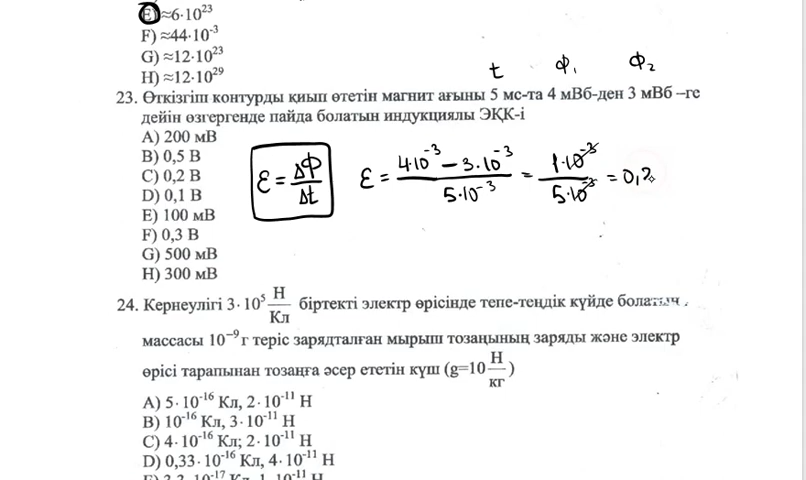 E) ≈6·10²³
F) ≈44·10⁻³
G) ≈12·10²³
H) ≈12·10²⁹
t Ф₁ Ф₂
23. Өткізгіш контурды қиып өтетін магнит ағыны 5 мс-та 4 мВб-ден 3 мВб –ге
дейін өзгергенде пайда болатын индукциялы ЭҚК-і
A) 200 мВ
B) 0,5 В
C) 0,2 В
D) 0,1 В
E) 100 мВ
F) 0,3 В
G) 500 мВ
H) 300 мВ
ε = ΔФ/Δt
ε = (4·10⁻³ − 3·10⁻³)/(5·10⁻³) = (1·10⁻³)/(5·10⁻³) = 0,2
24. Кернеулігі 3·10⁵ Н/Кл біртекті электр өрісінде тепе-теңдік күйде
массасы 10⁻⁹ г теріс зарядталған мырыш тозаңының заряды және электр
өрісі тарапынан тозаңға әсер ететін күш (g=10 Н/кг)
A) 5·10⁻¹⁶ Кл, 2·10⁻¹¹ Н
B) 10⁻¹⁶ Кл, 3·10⁻¹¹ Н
C) 4·10⁻¹⁶ Кл; 2·10⁻¹¹ Н
D) 0,33·10⁻¹⁶ Кл, 4·10⁻¹¹ Н